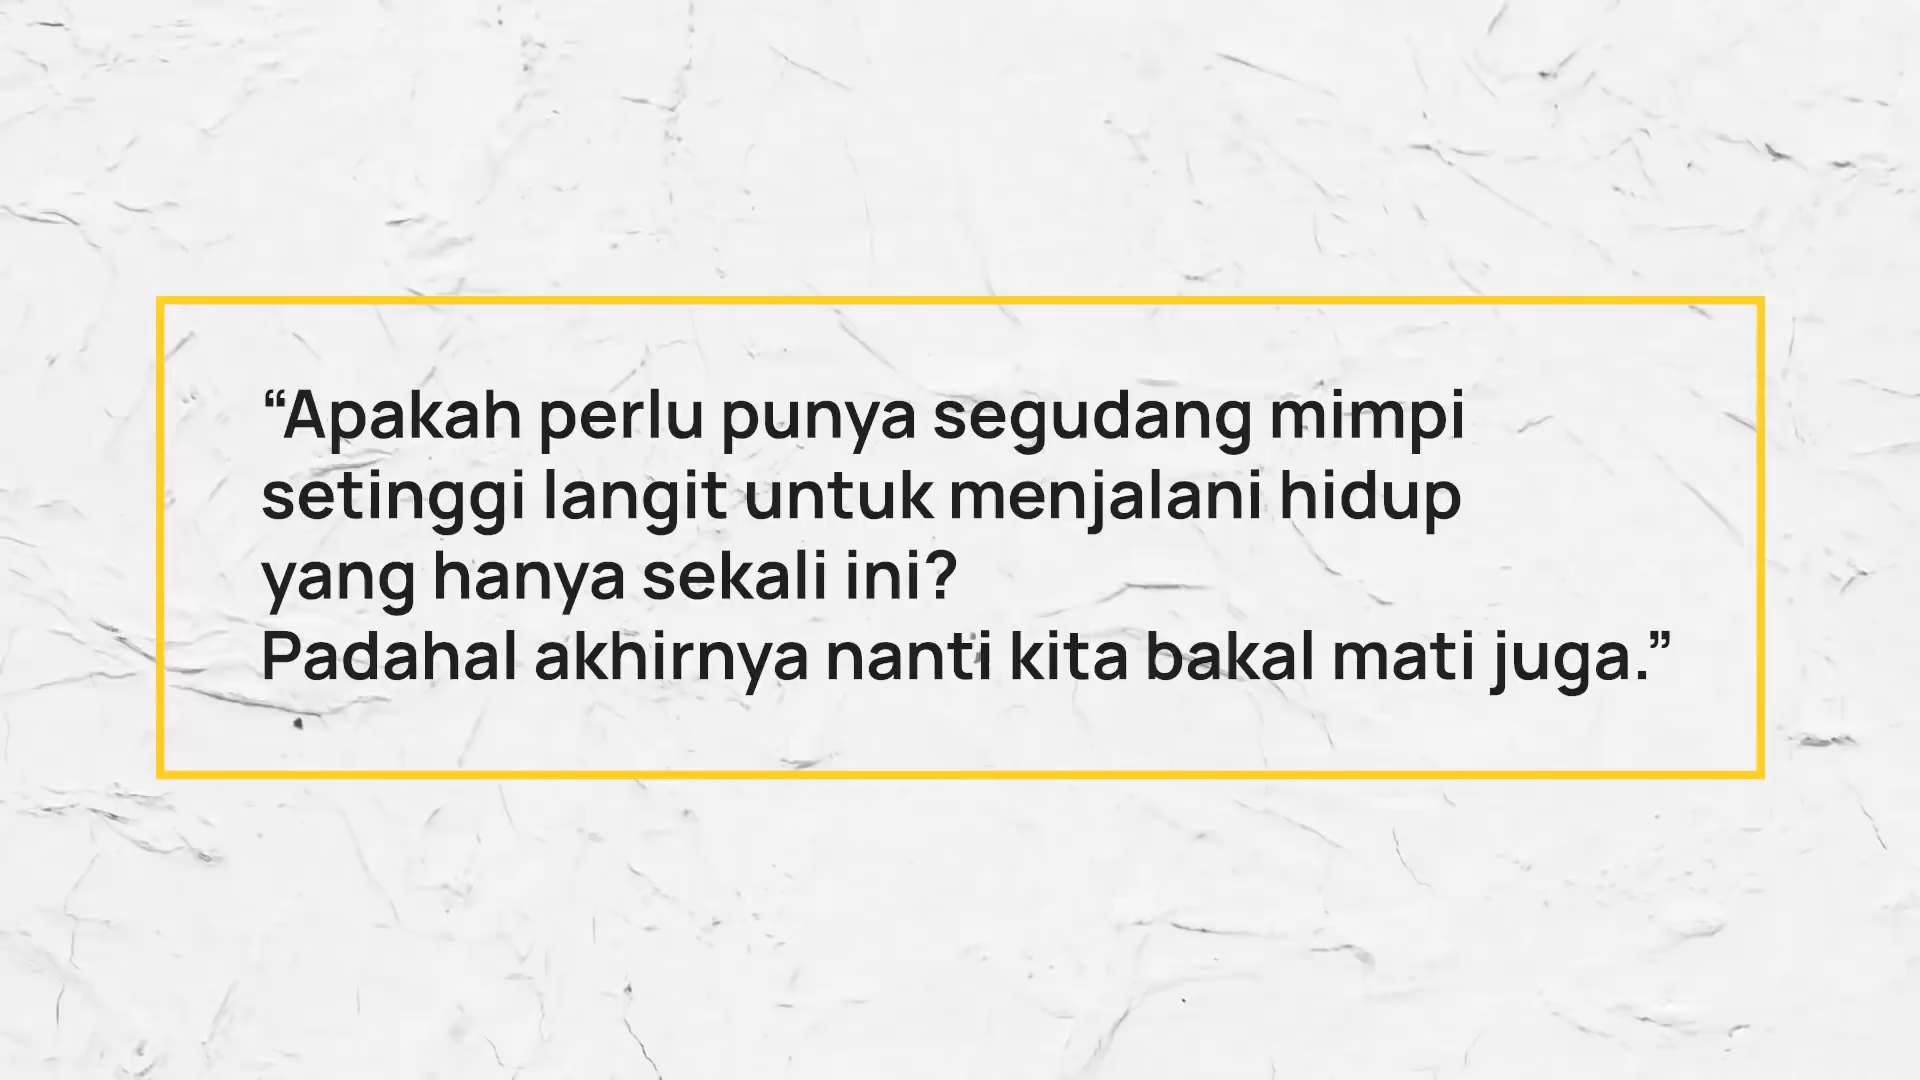 “Apakah perlu punya segudang mimpi
setinggi langit untuk menjalani hidup
yang hanya sekali ini?
Padahal akhirnya nanti kita bakal mati juga.”